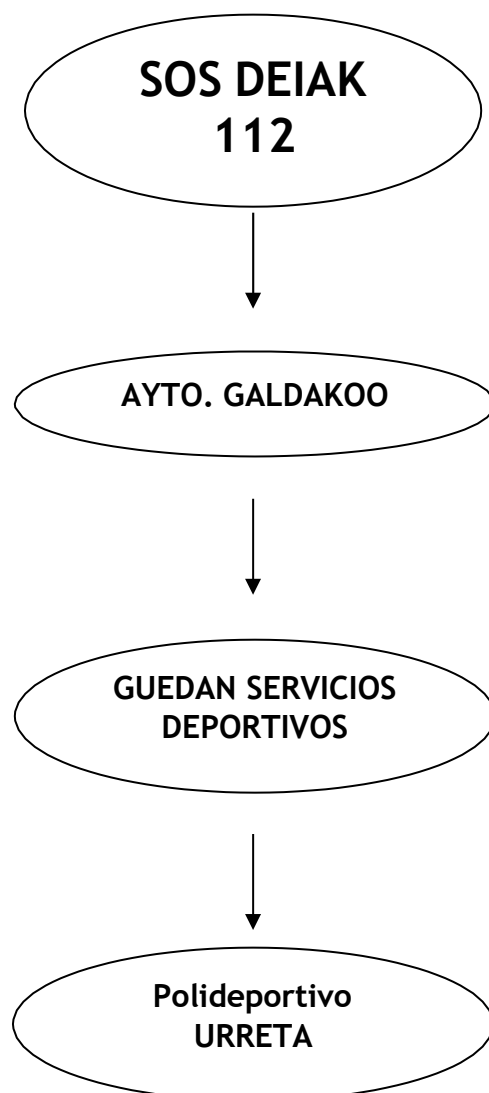 SOS DEIAK
112
AYTO. GALDAKOO
GUEDAN SERVICIOS
DEPORTIVOS
Polideportivo
URRETA